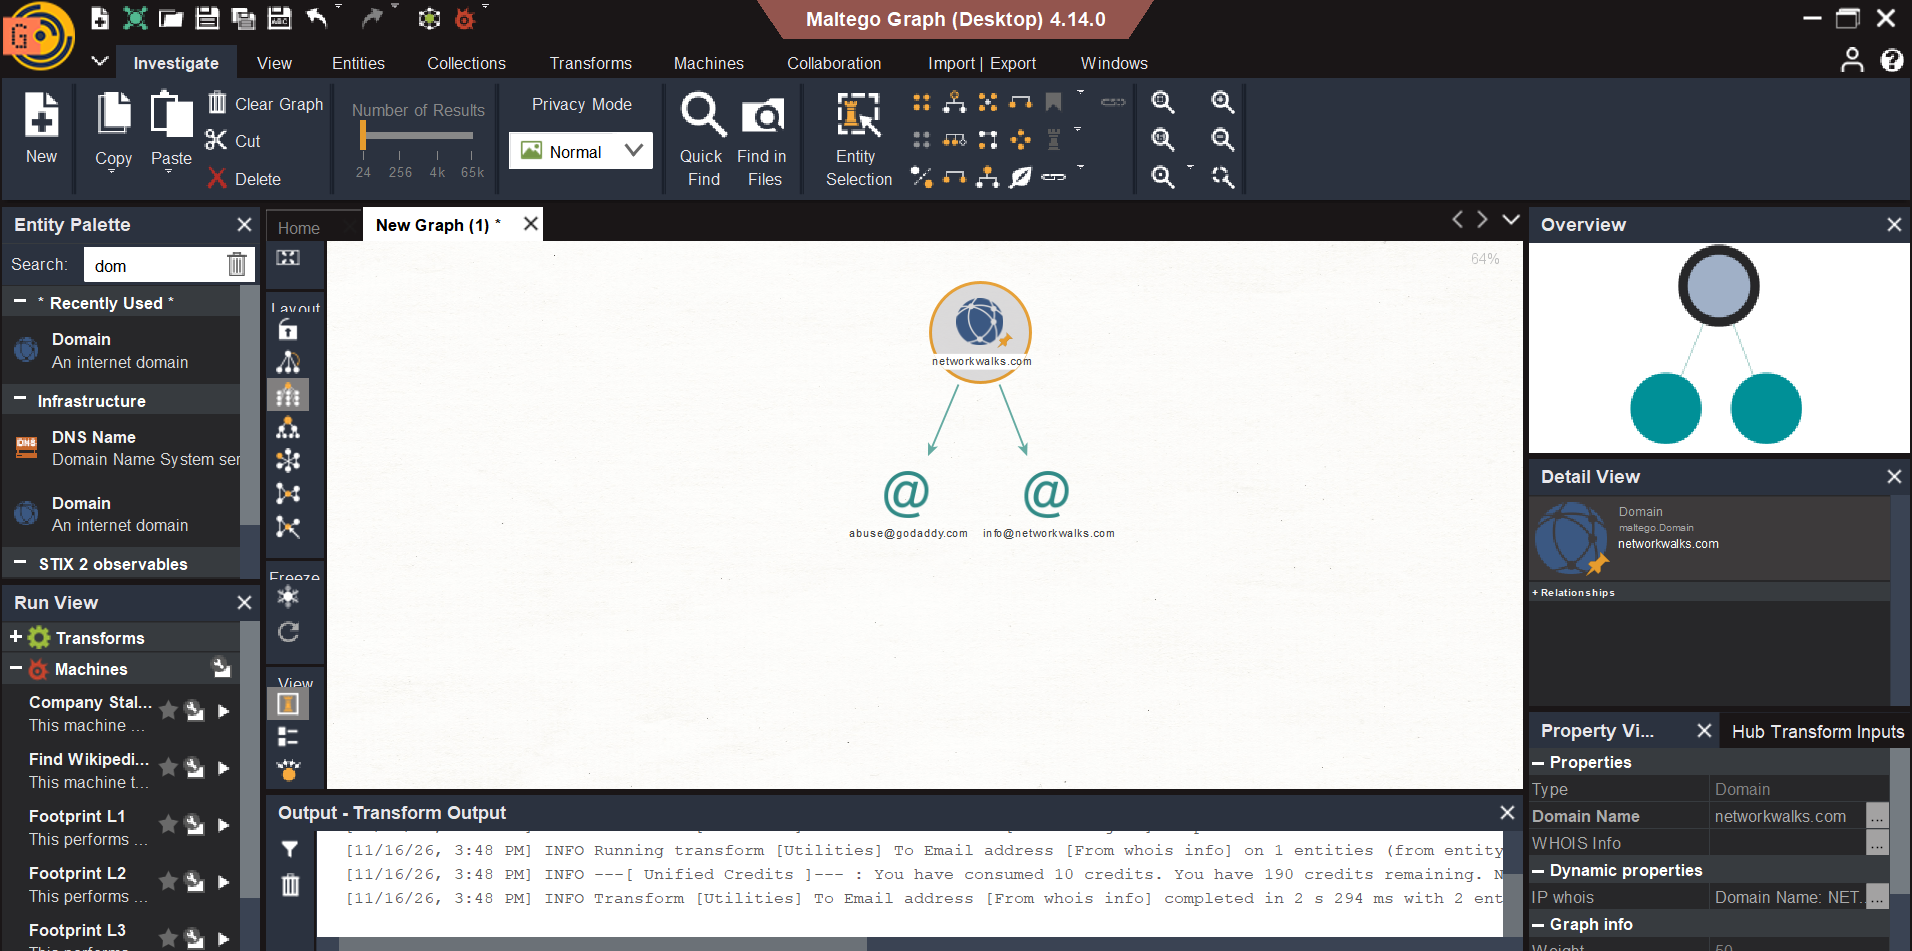 Maltego Graph (Desktop) 4.14.0
Investigate
View
Entities
Collections
Transforms
Machines
Collaboration
Import | Export
Windows
New
Copy
Paste
Clear Graph
Cut
Delete
Number of Results
24 256 4k 65k
Privacy Mode
Normal
Quick
Find
Find in
Files
Entity
Selection
Entity Palette
Search: dom
* Recently Used *
Domain
An internet domain
Infrastructure
DNS
DNS Name
Domain Name System ser
Domain
An internet domain
STIX 2 observables
Run View
Transforms
Machines
Company Stal...
This machine ...
Find Wikipedi...
This machine t...
Footprint L1
This performs ...
Footprint L2
This performs ...
Footprint L3
Home
New Graph (1) *
Layout
Freeze
View
64%
networkwalks.com
@ @
abuse@godaddy.com info@networkwalks.com
Output - Transform Output
[11/16/26, 3:48 PM] INFO Running transform [Utilities] To Email address [From whois info] on 1 entities (from entity
[11/16/26, 3:48 PM] INFO ---[ Unified Credits ]--- : You have consumed 10 credits. You have 190 credits remaining. N
[11/16/26, 3:48 PM] INFO Transform [Utilities] To Email address [From whois info] completed in 2 s 294 ms with 2 ent
Overview
Detail View
Domain
maltego.Domain
networkwalks.com
+ Relationships
Property Vi...
Hub Transform Inputs
Properties
Type Domain
Domain Name networkwalks.com ...
WHOIS Info ...
Dynamic properties
IP whois Domain Name: NET... ...
Graph info
Weight 50